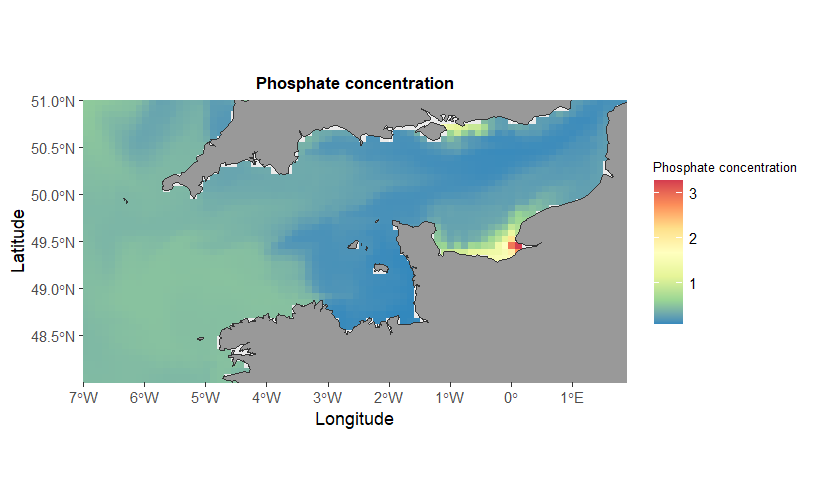 Phosphate concentration
51.0°N
50.5°N
50.0°N
49.5°N
49.0°N
48.5°N
Latitude
7°W 6°W 5°W 4°W 3°W 2°W 1°W 0° 1°E
Longitude
Phosphate concentration
3
2
1